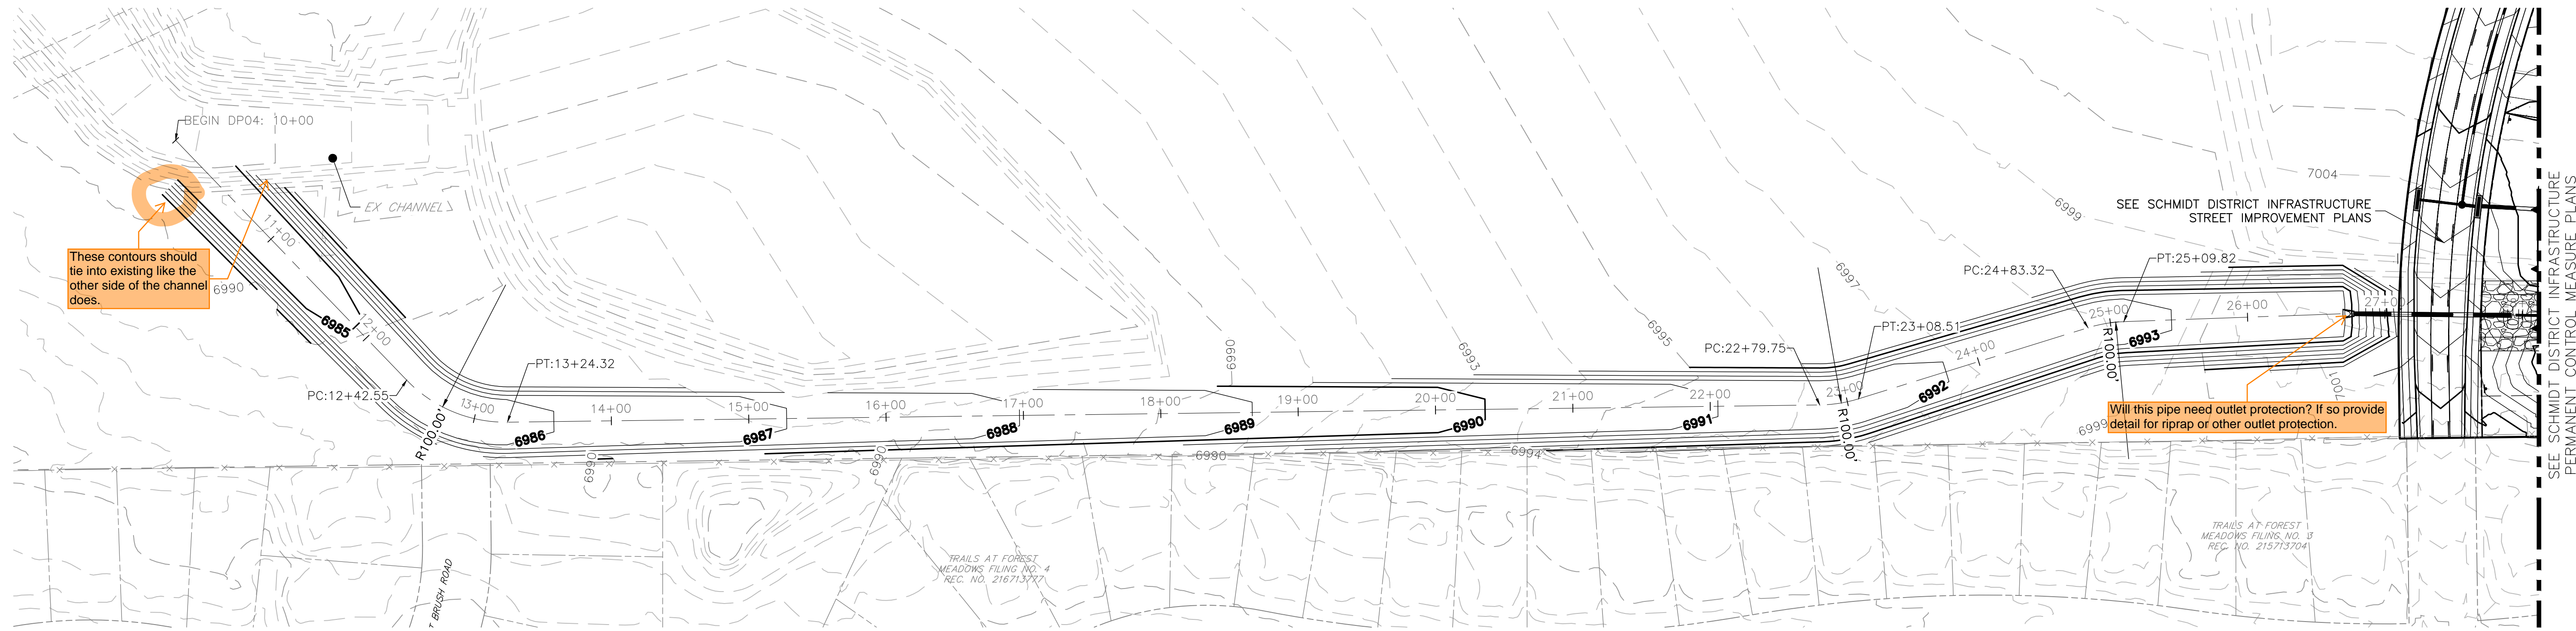 BEGIN DP04: 10+00
EX CHANNEL
11+00
These contours should
tie into existing like the
other side of the channel
does.
6990
6985
12+00
PC:12+42.55
R100.00'
PT:13+24.32
13+00
6986
14+00
15+00
6987
16+00
17+00
6988
18+00
6989
19+00
20+00
6990
21+00
22+00
6991
6990
6990
6990
6990
6994
6993
6995
6997
6999
7004
PC:22+79.75
PT:23+08.51
23+00
R100.00'
6992
24+00
PC:24+83.32
PT:25+09.82
25+00
R100.00'
6993
26+00
27+00
7001
6999
SEE SCHMIDT DISTRICT INFRASTRUCTURE
STREET IMPROVEMENT PLANS
Will this pipe need outlet protection? If so provide
detail for riprap or other outlet protection.
SEE SCHMIDT DISTRICT INFRASTRUCTURE
PERMANENT CONTROL MEASURE PLANS
T BRUSH ROAD
TRAILS AT FOREST
MEADOWS FILING NO. 4
REC. NO. 216713777
TRAILS AT FOREST
MEADOWS FILING NO. 3
REC. NO. 215713704